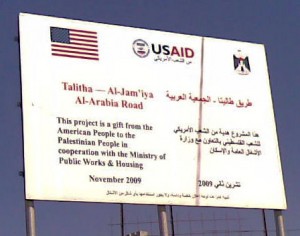 USAID
من الشعب الأمريكي
Talitha — Al-Jam'iya
Al-Arabia Road
طريق طاليتا - الجمعية العربية
This project is a gift from the
American People to the
Palestinian People in
cooperation with the Ministry of
Public Works & Housing
هذا المشروع هدية من الشعب الأمريكي
للشعب الفلسطيني بالتعاون مع وزارة
الأشغال العامة والإسكان
November 2009
تشرين ثاني 2009